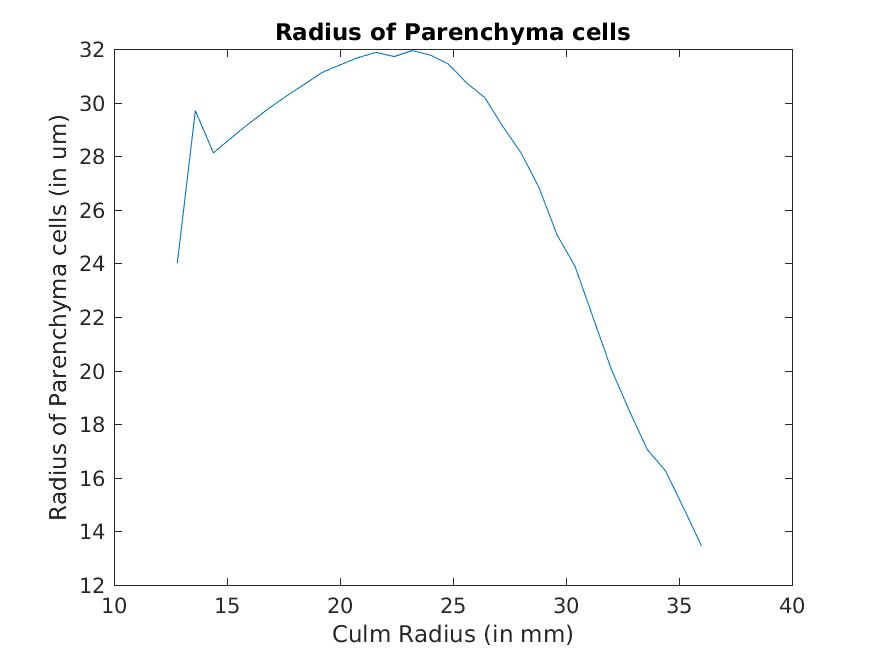 Radius of Parenchyma cells
Radius of Parenchyma cells (in um)
32
30
28
26
24
22
20
18
16
14
12
10 15 20 25 30 35 40
Culm Radius (in mm)